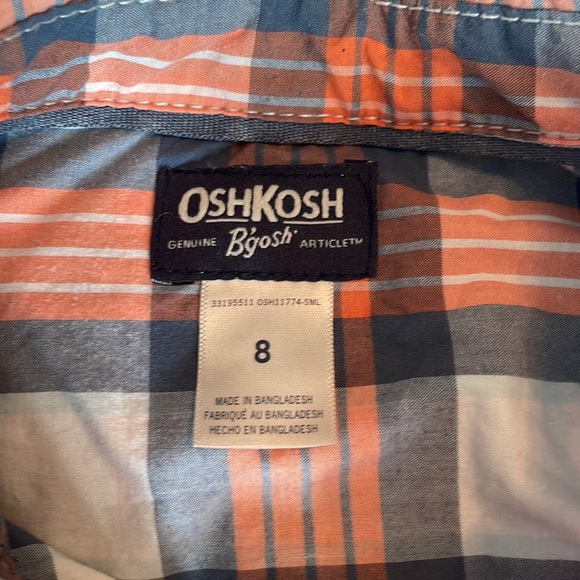 OSHKOSH
GENUINE B'gosh ARTICLE™
33195511 OSH11774-SML
8
MADE IN BANGLADESH
FABRIQUÉ AU BANGLADESH
HECHO EN BANGLADESH